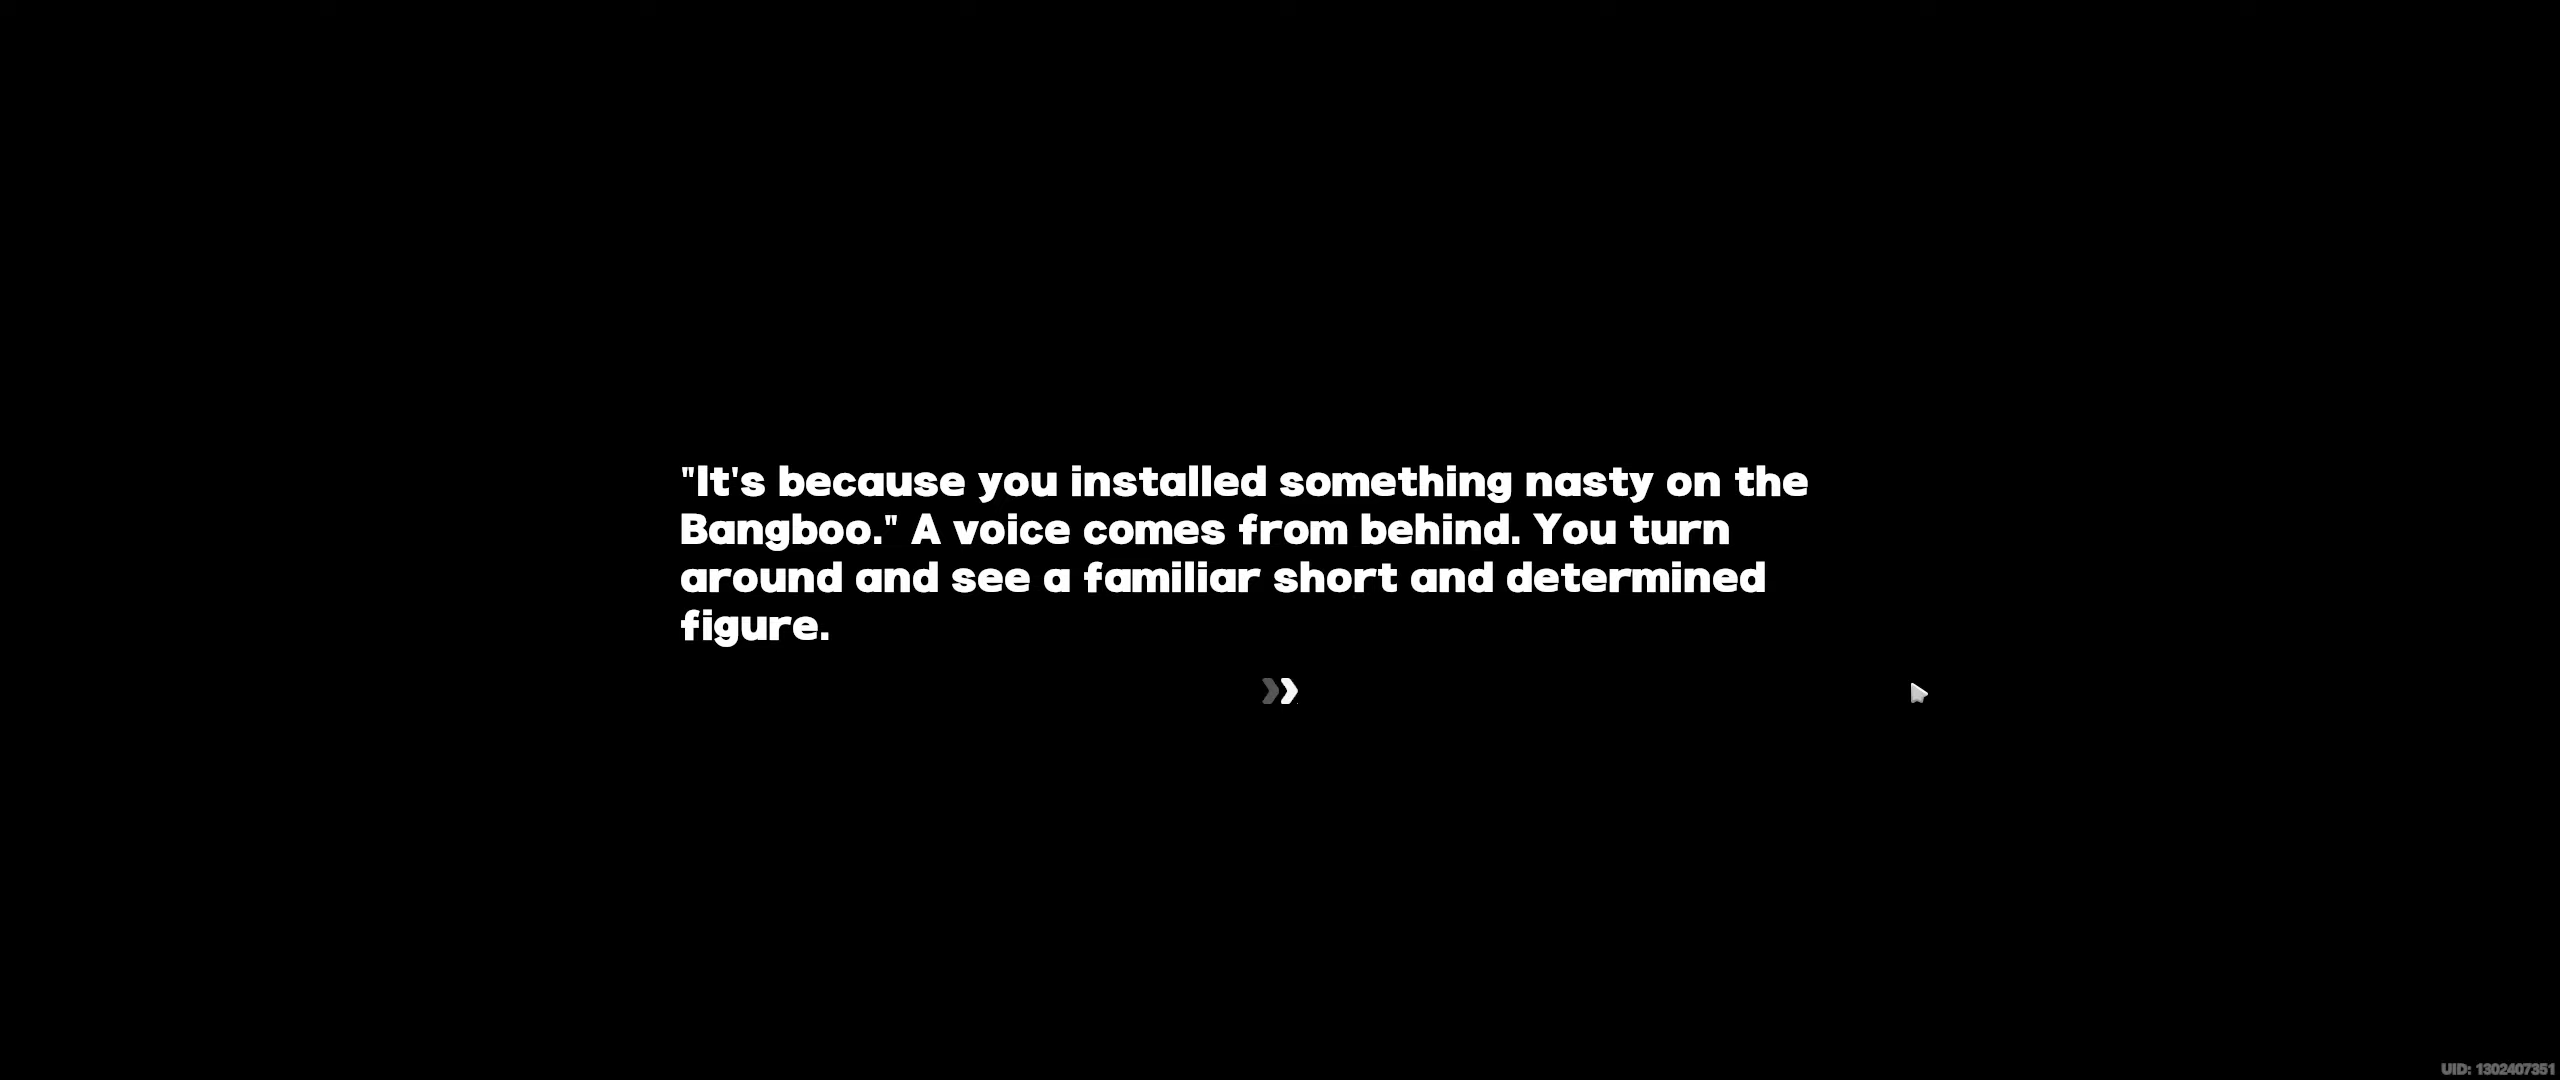 "It's because you installed something nasty on the
Bangboo." A voice comes from behind. You turn
around and see a familiar short and determined
figure.
UID: 1302407351